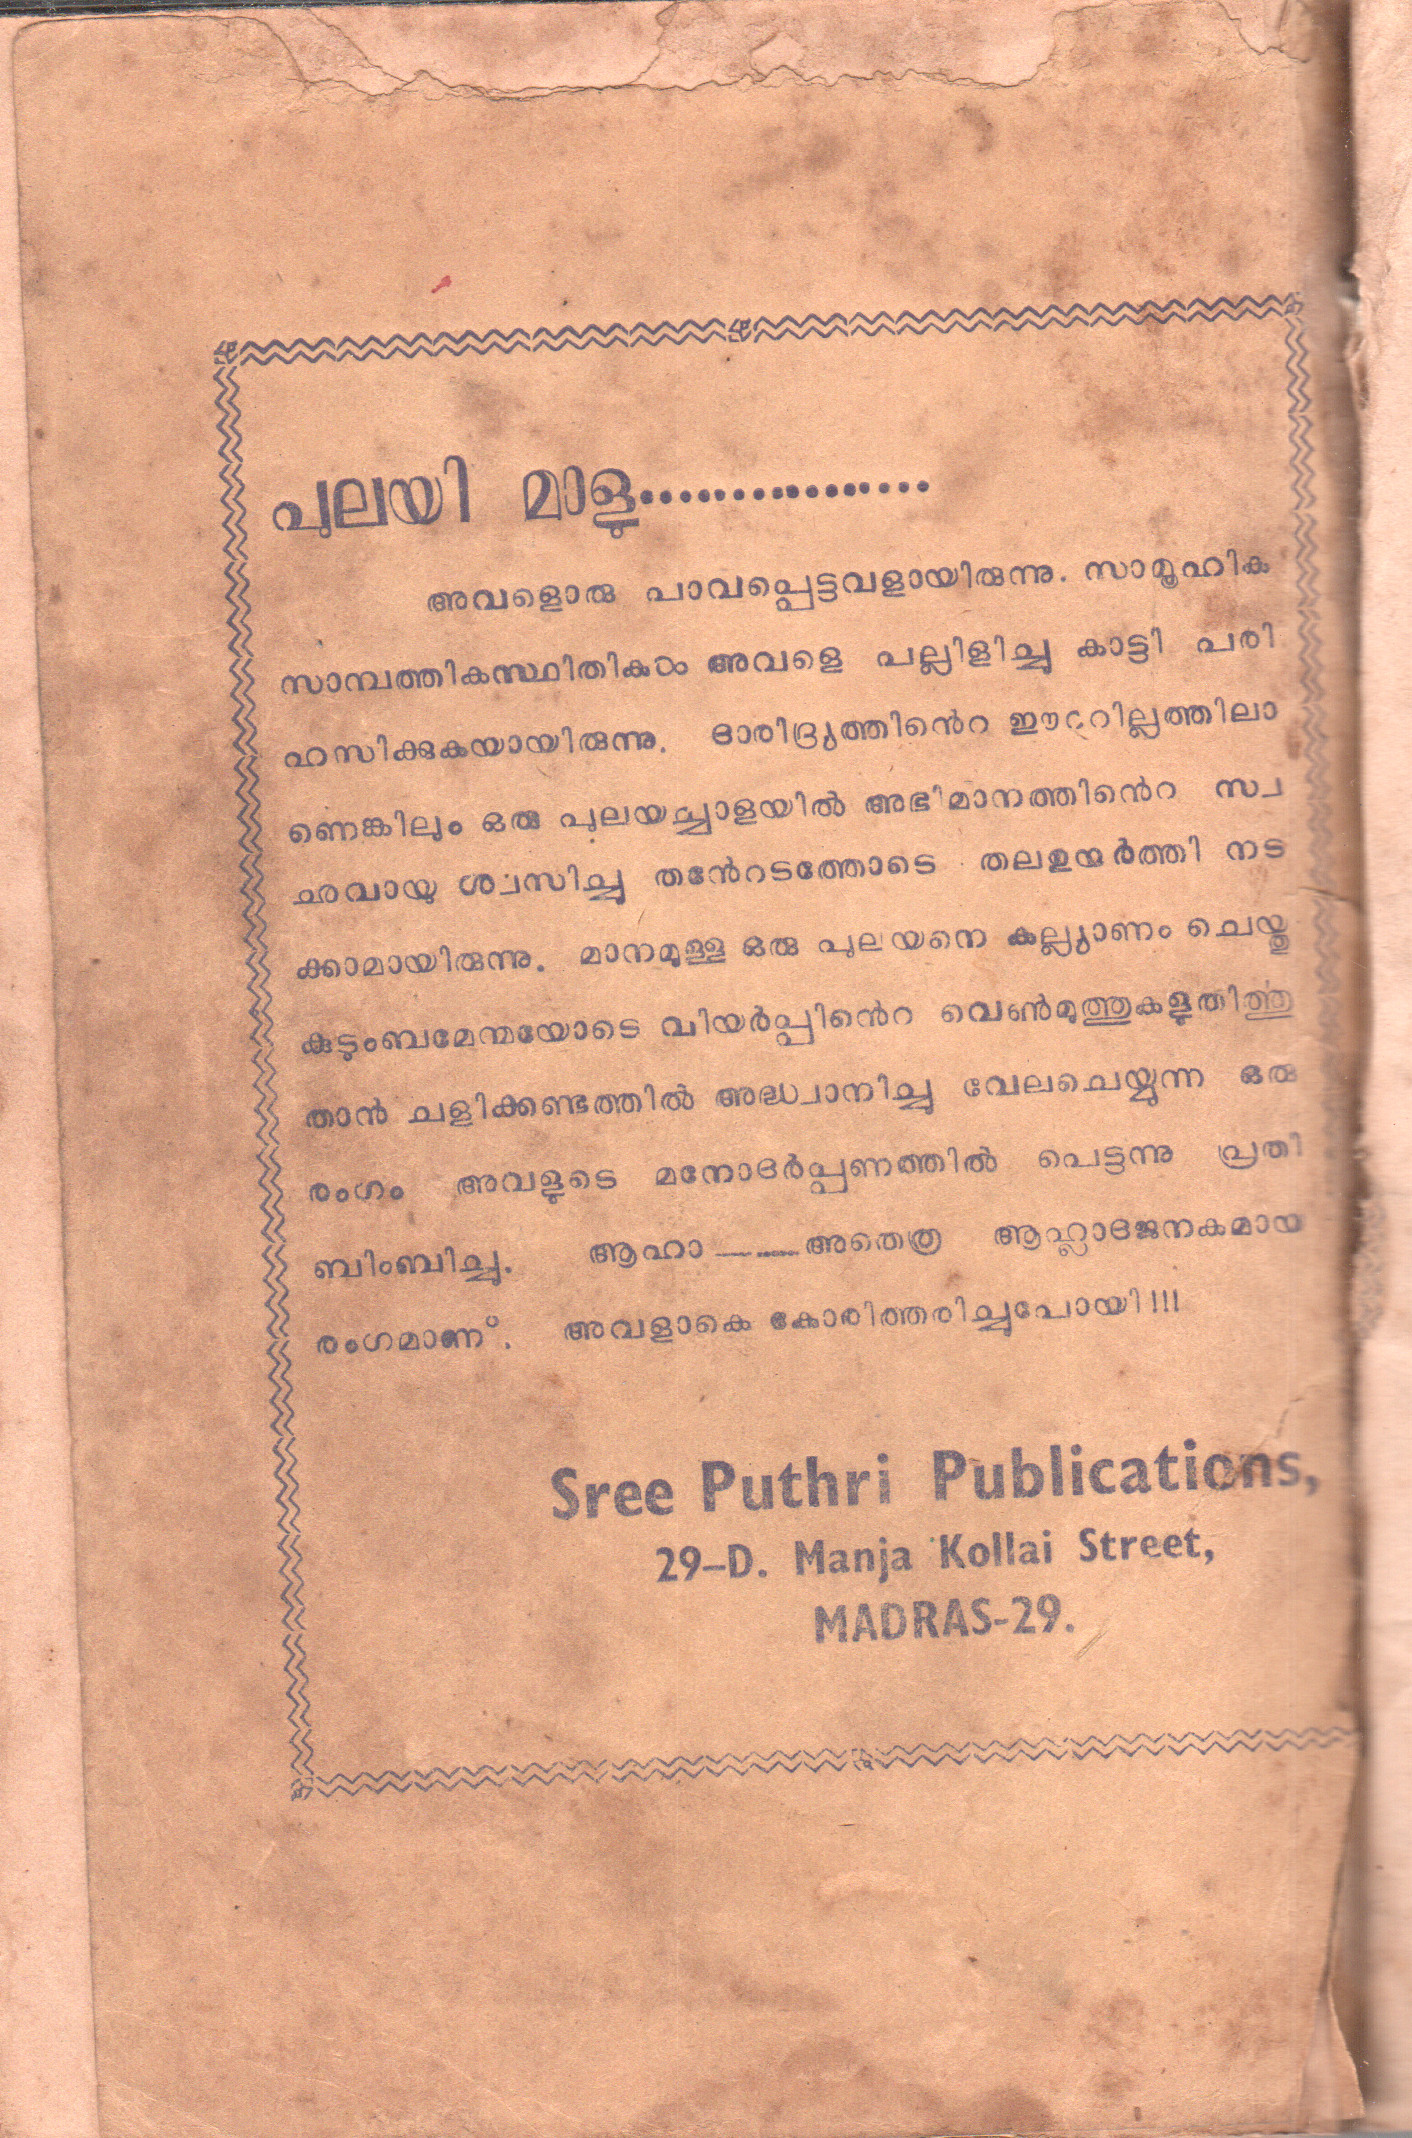 പുലയി മാളു................
അവളൊരു പാവപ്പെട്ടവളായിരുന്നു. സാമൂഹിക
സാമ്പത്തികസ്ഥിതികൾ അവളെ പല്ലിളിച്ചു കാട്ടി പരി
ഹസിക്കുകയായിരുന്നു. ദാരിദ്ര്യത്തിൻെറ ഈററില്ലത്തിലാ
ണെങ്കിലും ഒരു പുലയച്ചാളയിൽ അഭിമാനത്തിൻെറ സ്വ
ഛവായു ശ്വസിച്ചു തൻേറടത്തോടെ തലഉയർത്തി നട
ക്കാമായിരുന്നു. മാനമുള്ള ഒരു പുലയനെ കല്ല്യാണം ചെയ്തു
കുടുംബമേന്മയോടെ വിയർപ്പിൻെറ വെൺമുത്തുകളുതിത്തു
താൻ ചളിക്കണ്ടത്തിൽ അദ്ധ്വാനിച്ചു വേലചെയ്യുന്ന ഒരു
രംഗം അവളുടെ മനോദർപ്പണത്തിൽ പെട്ടന്നു പ്രതി
ബിംബിച്ചു. ആഹാ——അതെത്ര ആഹ്ലാദജനകമായ
രംഗമാണ്. അവളാകെ കോരിത്തരിച്ചുപോയി!!!
Sree Puthri Publications,
29-D. Manja Kollai Street,
MADRAS-29.